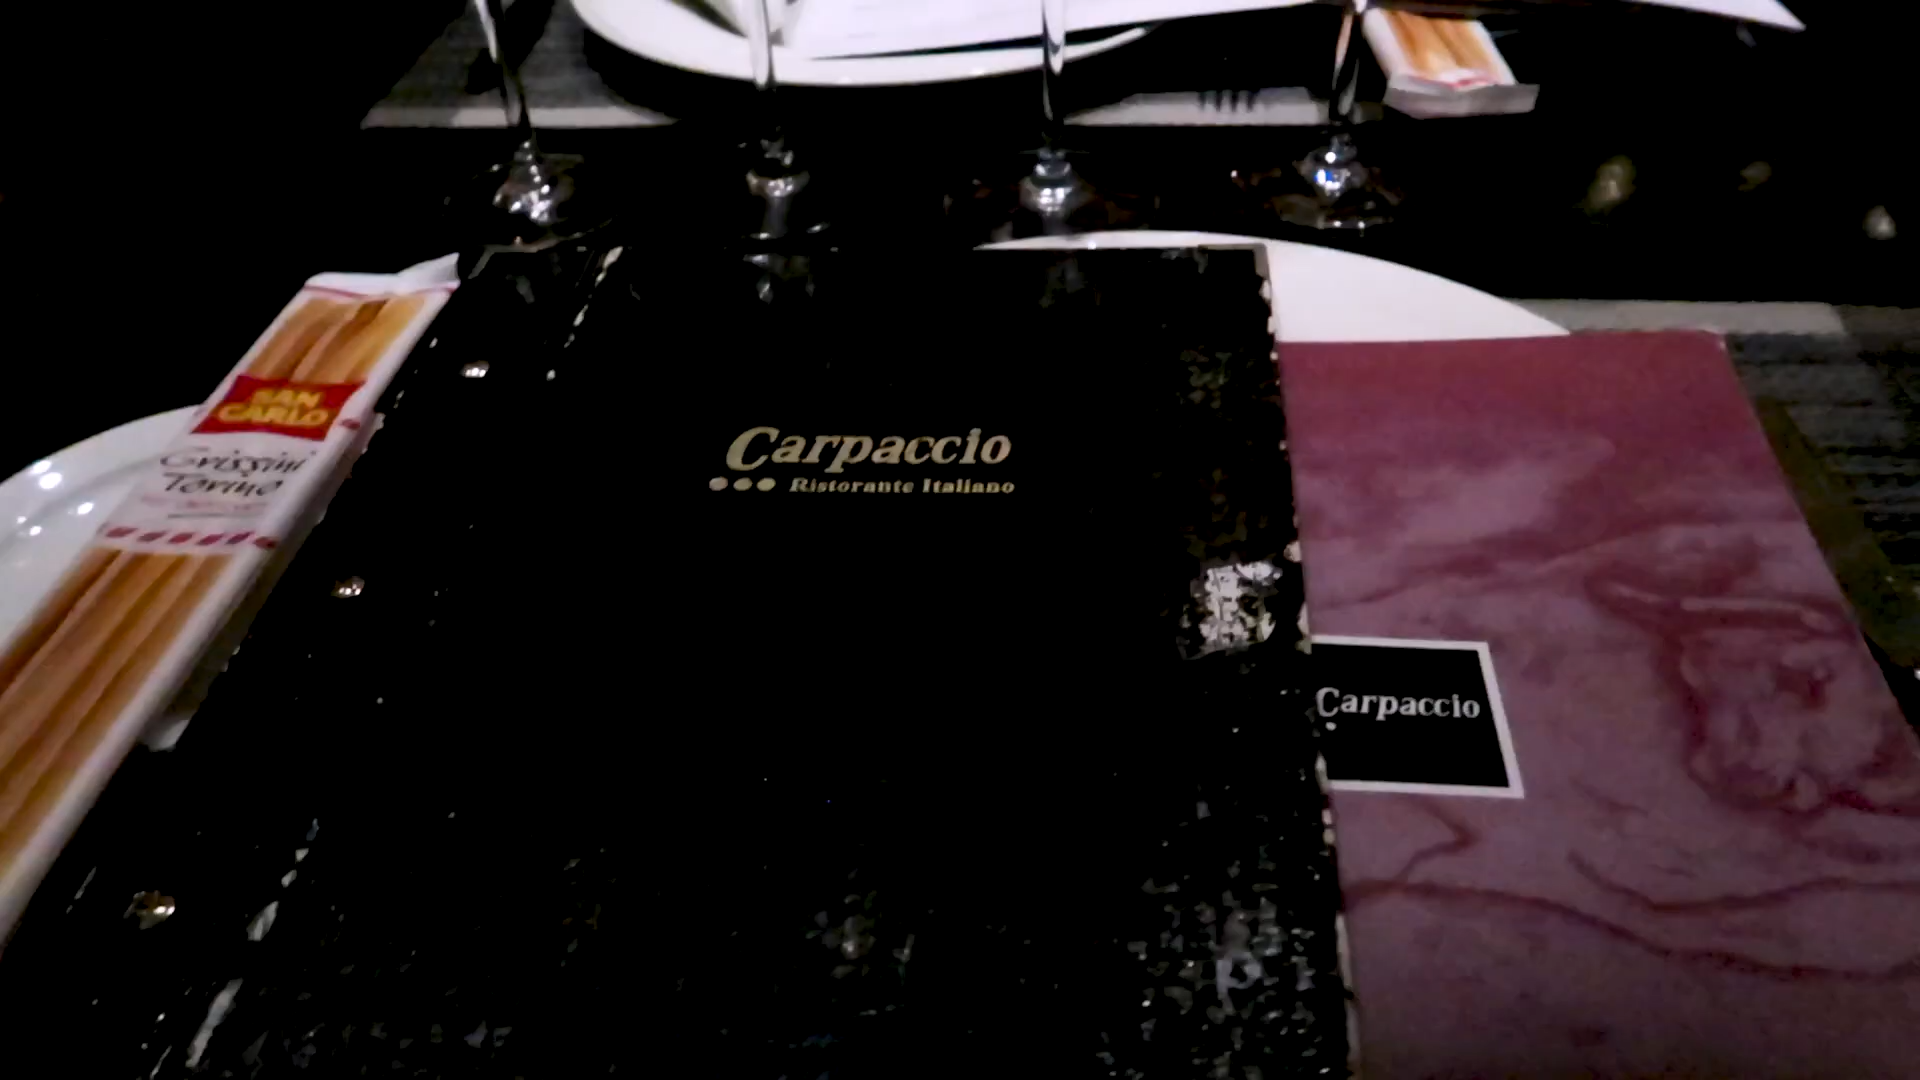 SAN
CARLO
Grissini
Torino
Carpaccio
Ristorante Italiano
Carpaccio